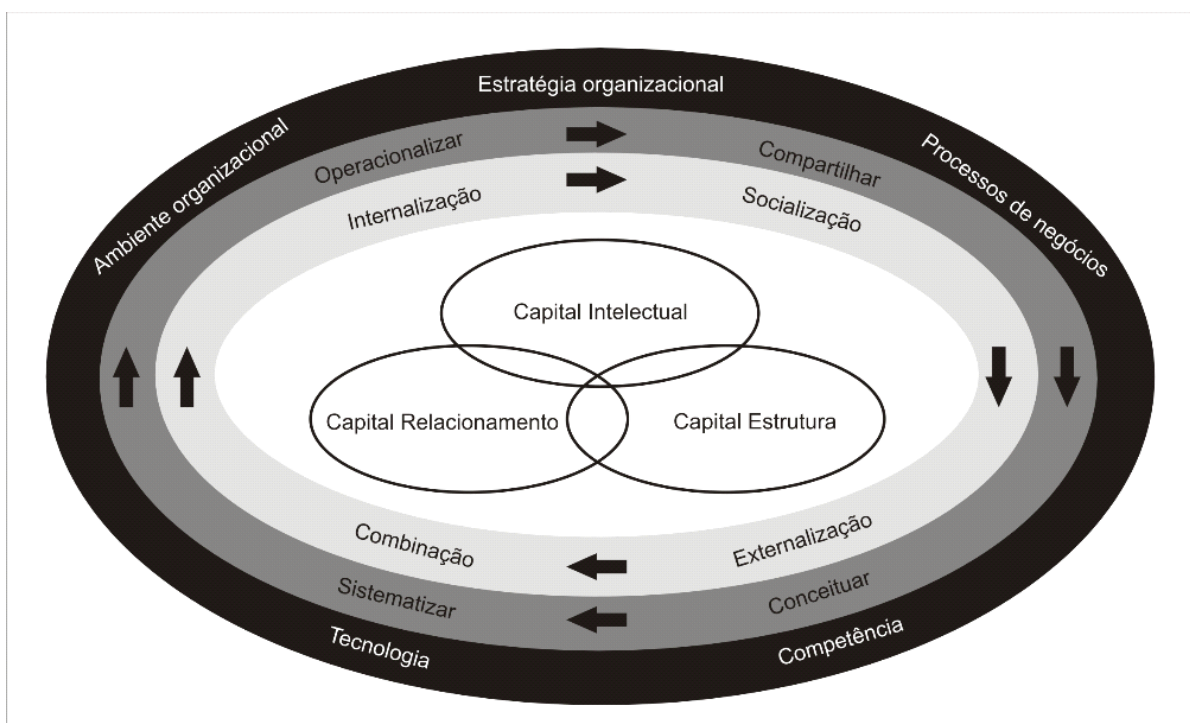 Estratégia organizacional
Ambiente organizacional
Processos de negócios
Operacionalizar
Compartilhar
Internalização
Socialização
Capital Intelectual
Capital Relacionamento
Capital Estrutura
Combinação
Externalização
Sistematizar
Conceituar
Tecnologia
Competência